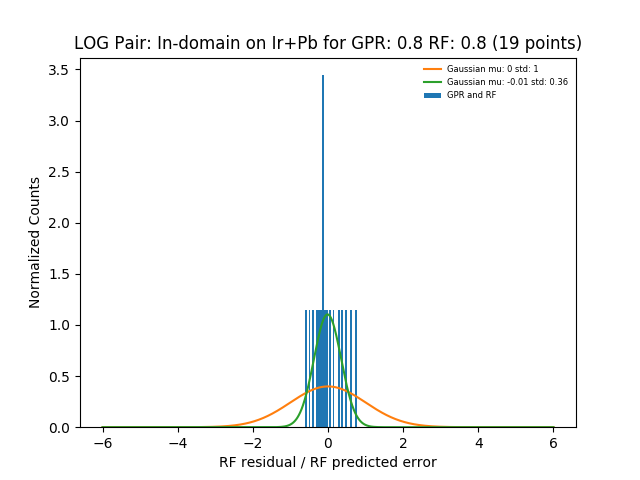 LOG Pair: In-domain on Ir+Pb for GPR: 0.8 RF: 0.8 (19 points)
Gaussian mu: 0 std: 1
Gaussian mu: -0.01 std: 0.36
GPR and RF
Normalized Counts
3.5
3.0
2.5
2.0
1.5
1.0
0.5
0.0
−6
−4
−2
0
2
4
6
RF residual / RF predicted error